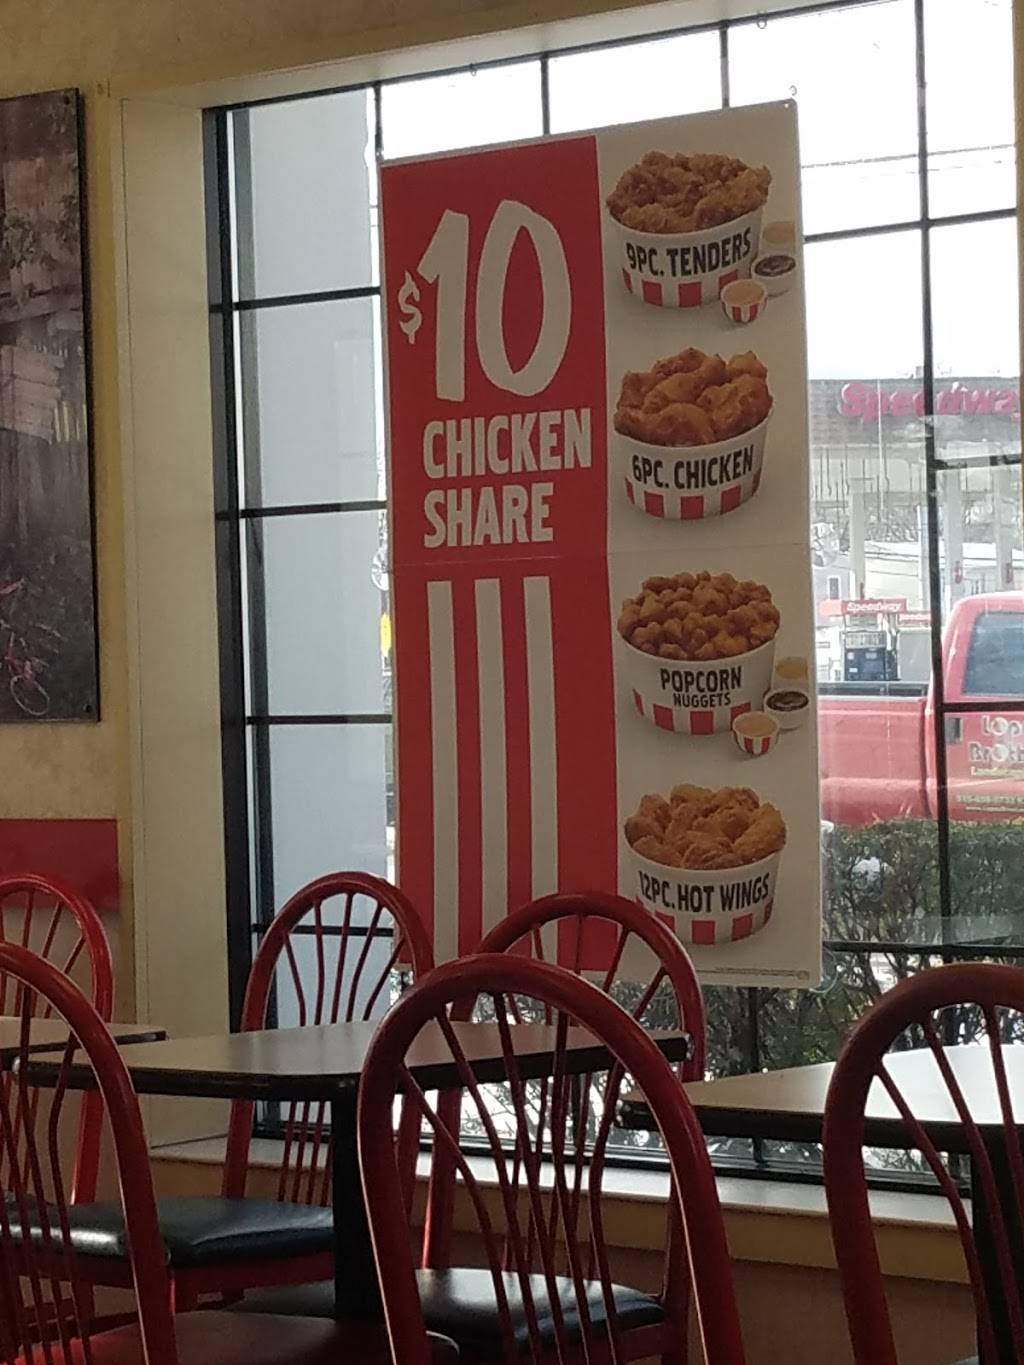 $10
CHICKEN
SHARE
9PC. TENDERS
6PC. CHICKEN
POPCORN
NUGGETS
12PC. HOT WINGS
Speedway
Speedway